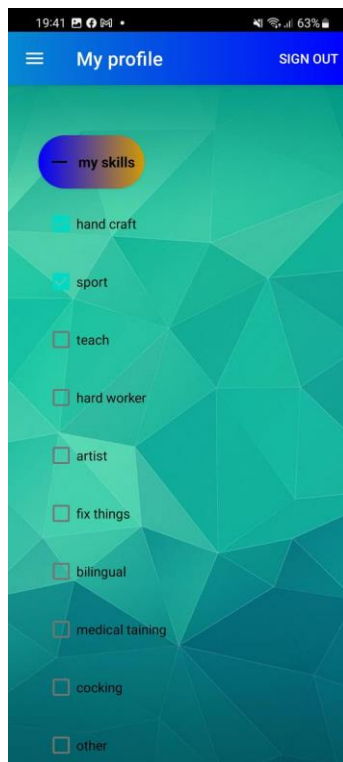 19:41
63%
My profile
SIGN OUT
my skills
hand craft
sport
teach
hard worker
artist
fix things
bilingual
medical taining
cocking
other